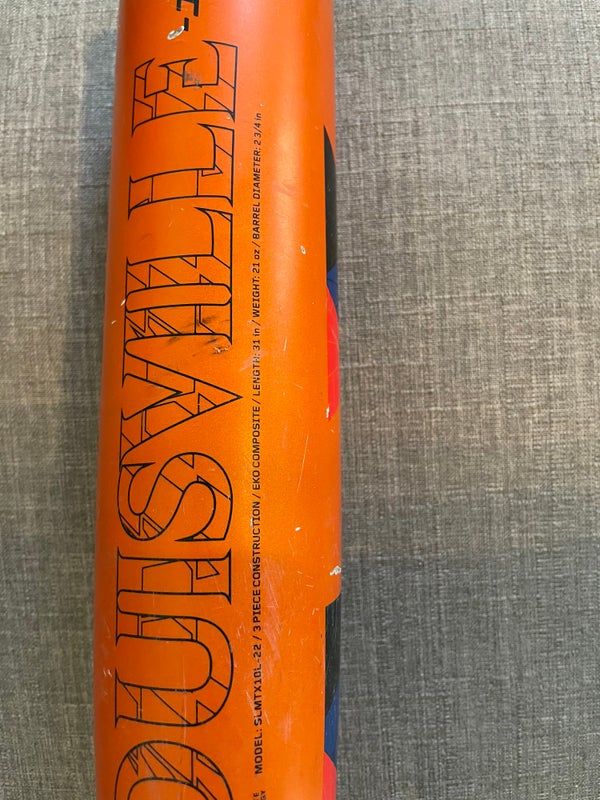 OUISVILLE
MODEL: SLMTX10L-22 / 3 PIECE CONSTRUCTION / EKO COMPOSITE / LENGTH: 31 in / WEIGHT: 21 oz / BARREL DIAMETER: 2 3/4 in